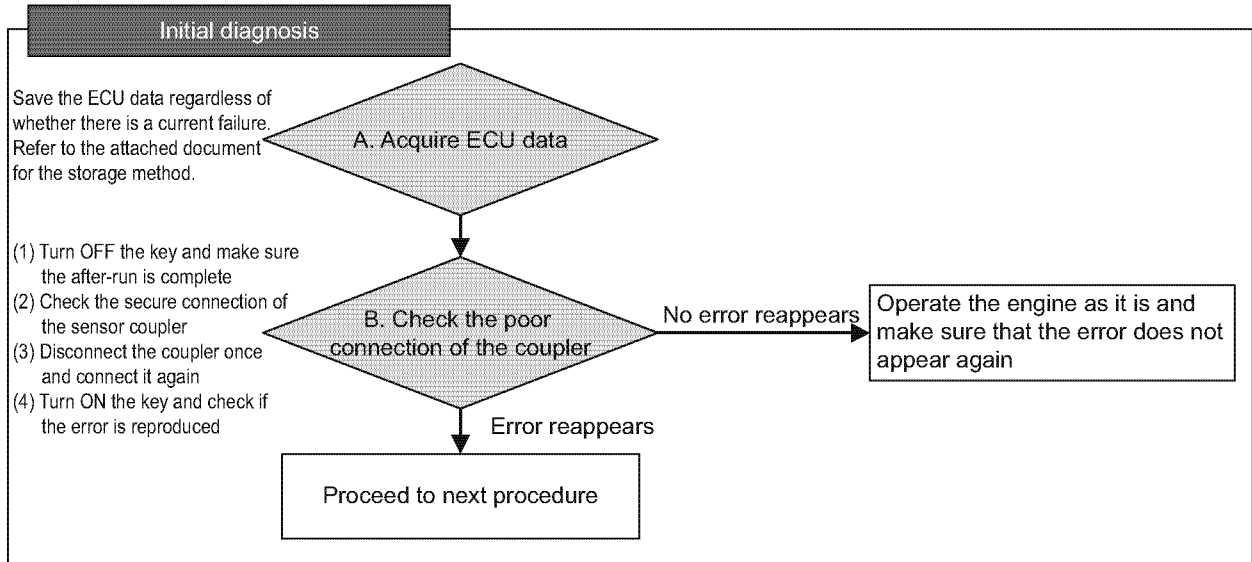 Initial diagnosis
Save the ECU data regardless of
whether there is a current failure.
Refer to the attached document
for the storage method.
A. Acquire ECU data
(1) Turn OFF the key and make sure
the after-run is complete
(2) Check the secure connection of
the sensor coupler
(3) Disconnect the coupler once
and connect it again
(4) Turn ON the key and check if
the error is reproduced
B. Check the poor
connection of the coupler
No error reappears
Operate the engine as it is and
make sure that the error does not
appear again
Error reappears
Proceed to next procedure